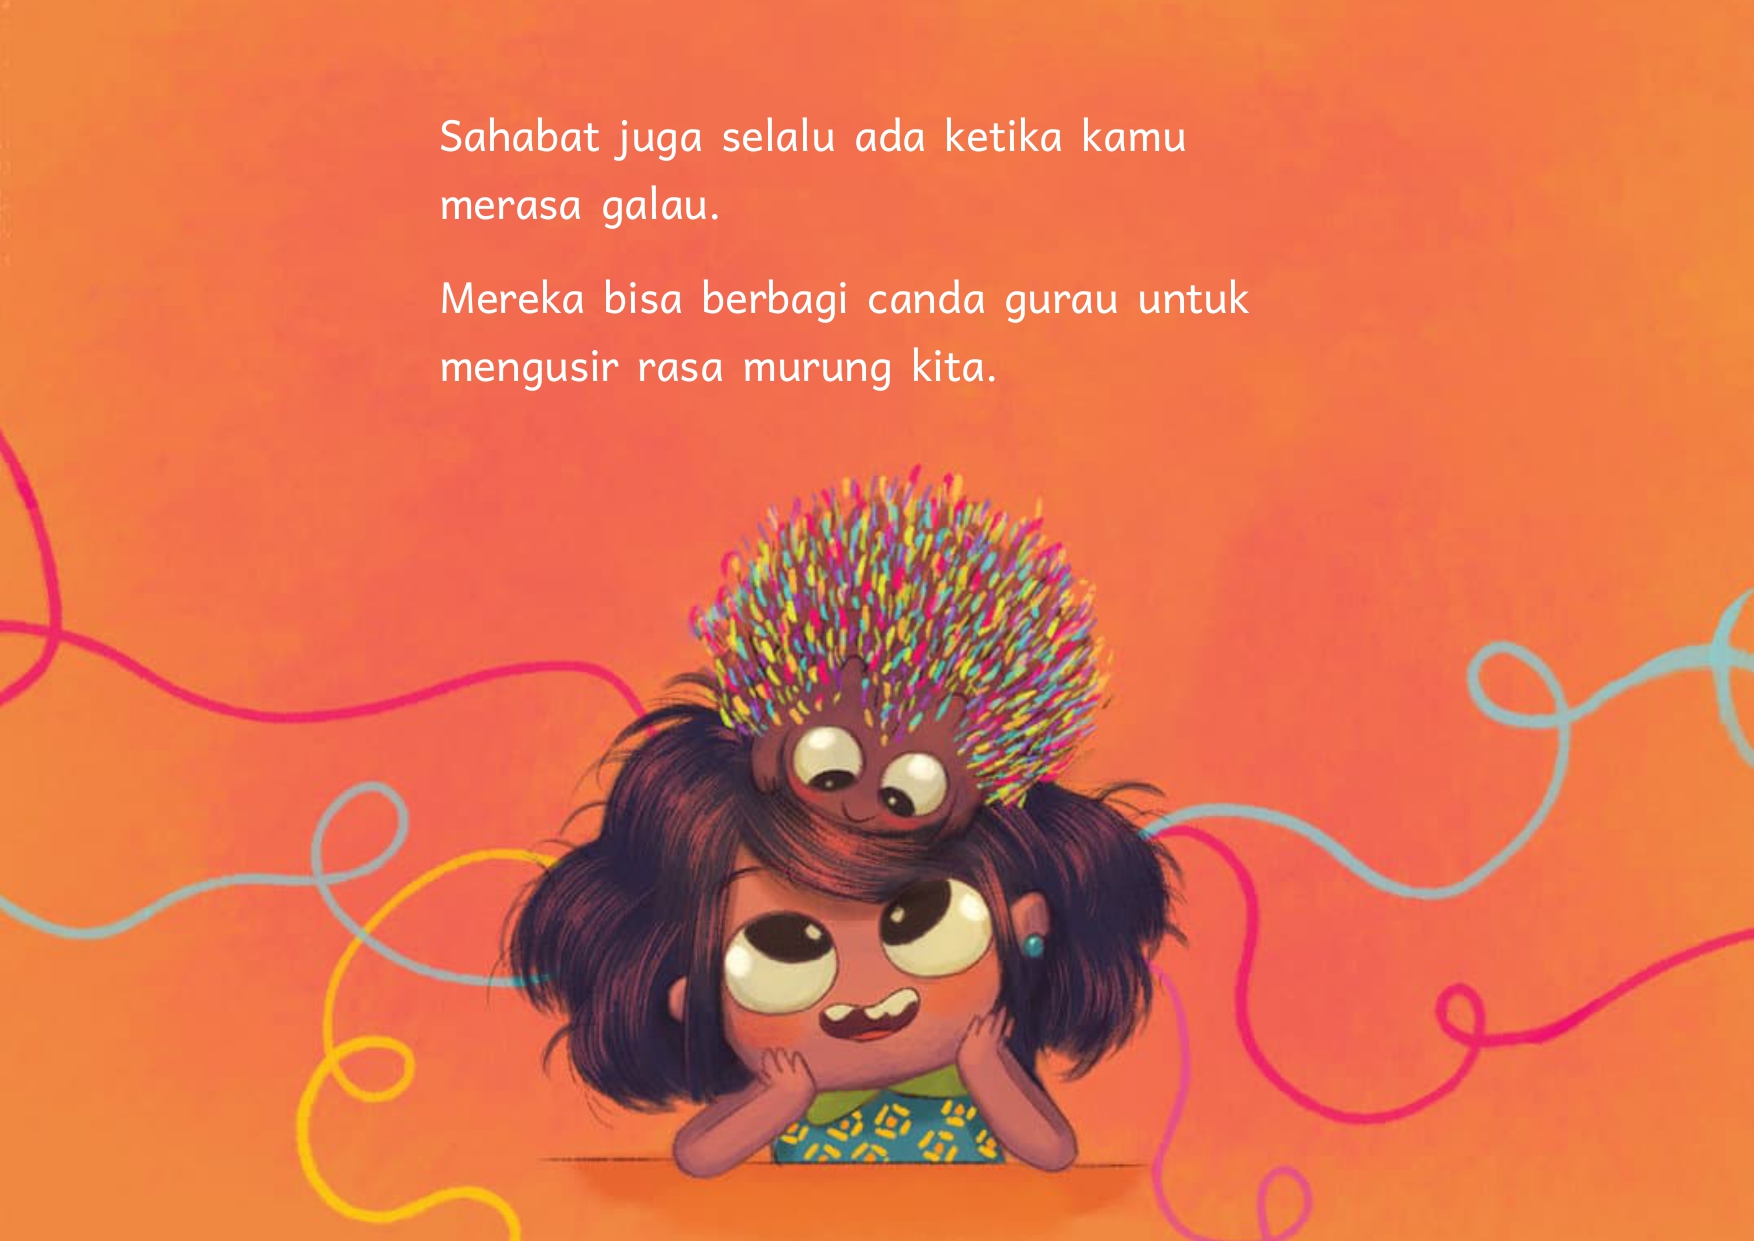 Sahabat juga selalu ada ketika kamu
merasa galau.
Mereka bisa berbagi canda gurau untuk
mengusir rasa murung kita.